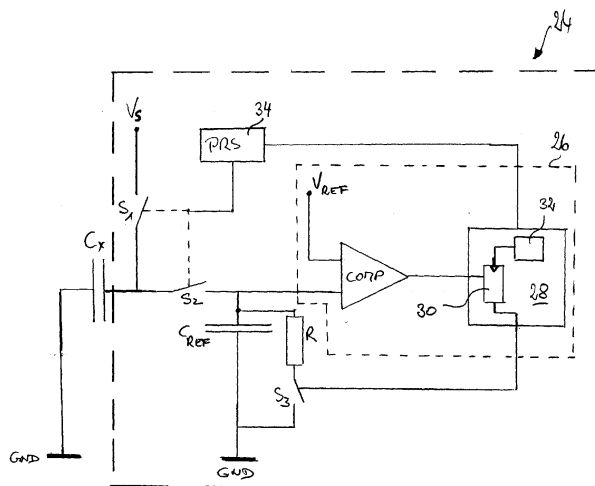 24
Vs
34
PRS
26
VREF
S1
32
Cx
COMP
S2
30
28
CREF
R
S3
GND
GND